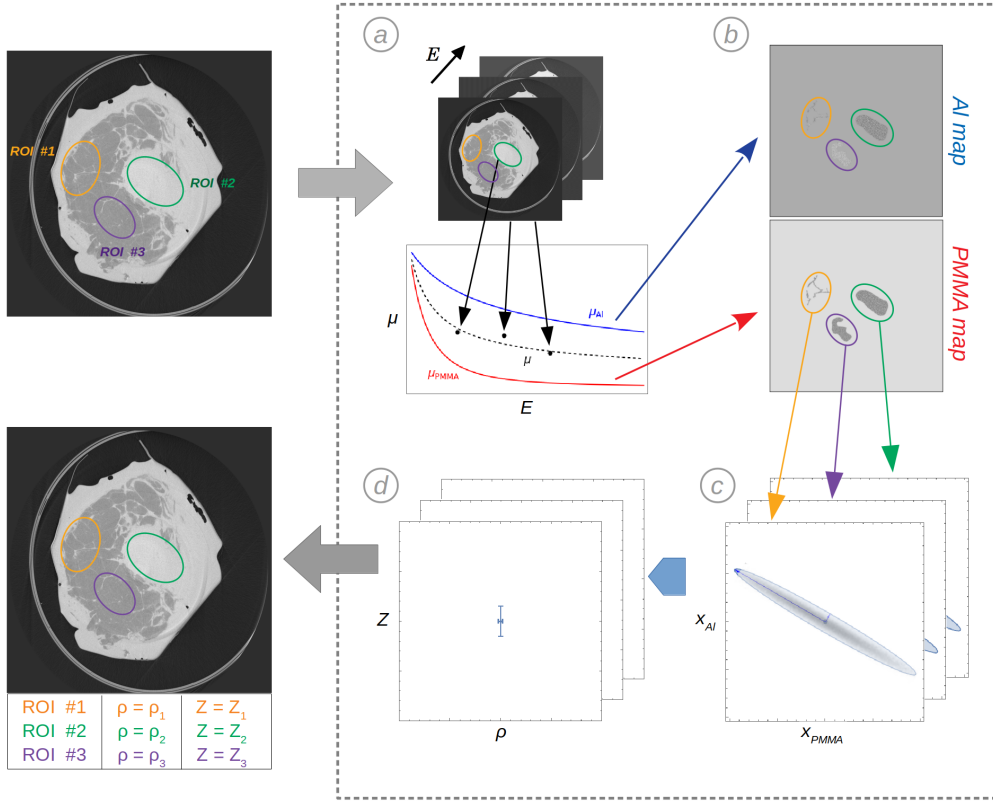 a
b
E
ROI #1
ROI #2
ROI #3
Al map
PMMA map
μ
μAl
μ
μPMMA
E
d
c
Z
ρ
xAl
xPMMA
ROI #1 ρ = ρ1 Z = Z1
ROI #2 ρ = ρ2 Z = Z2
ROI #3 ρ = ρ3 Z = Z3